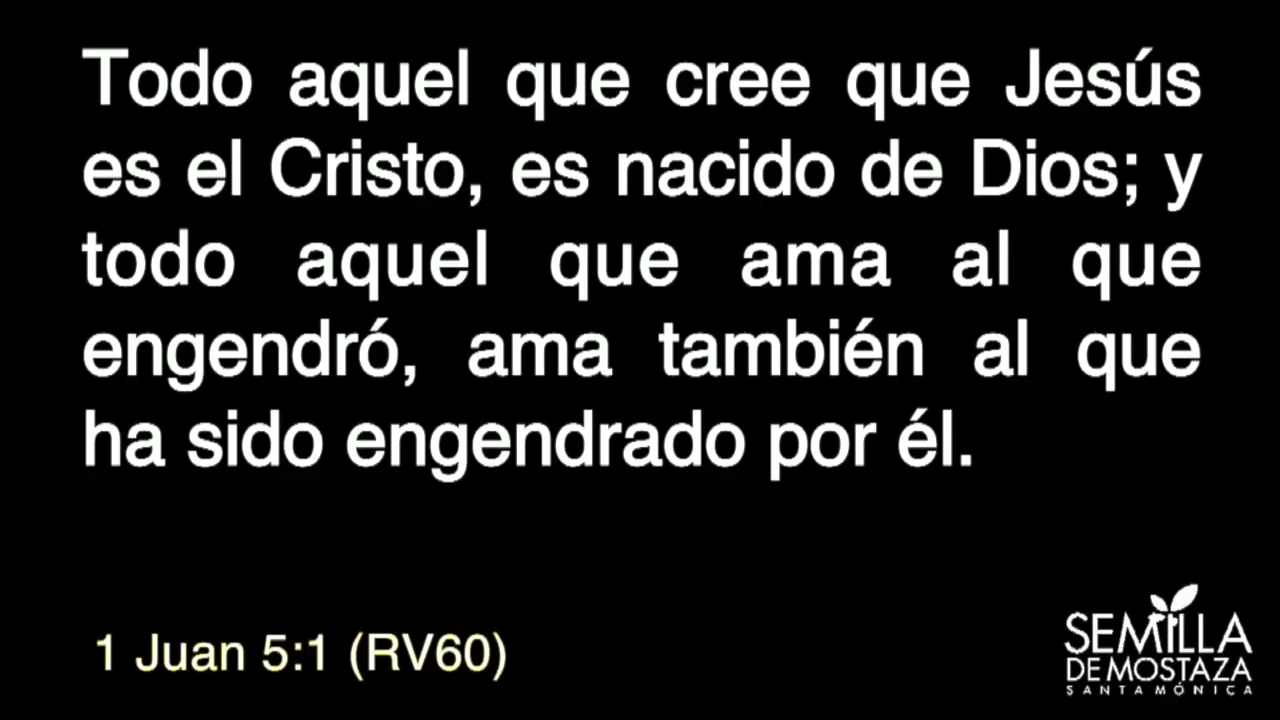 Todo aquel que cree que Jesús
es el Cristo, es nacido de Dios; y
todo aquel que ama al que
engendró, ama también al que
ha sido engendrado por él.
1 Juan 5:1 (RV60)
SEMILLA
DE MOSTAZA
SANTA MÓNICA